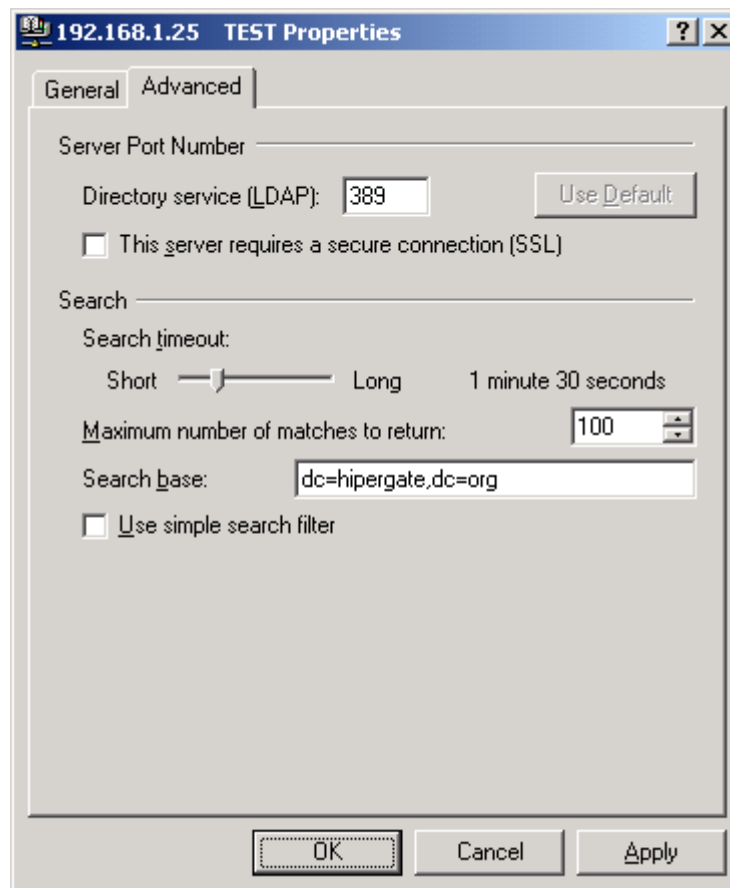 192.168.1.25 TEST Properties
General Advanced
Server Port Number
Directory service (LDAP): 389 Use Default
This server requires a secure connection (SSL)
Search
Search timeout:
Short Long 1 minute 30 seconds
Maximum number of matches to return: 100
Search base: dc=hipergate,dc=org
Use simple search filter
OK Cancel Apply